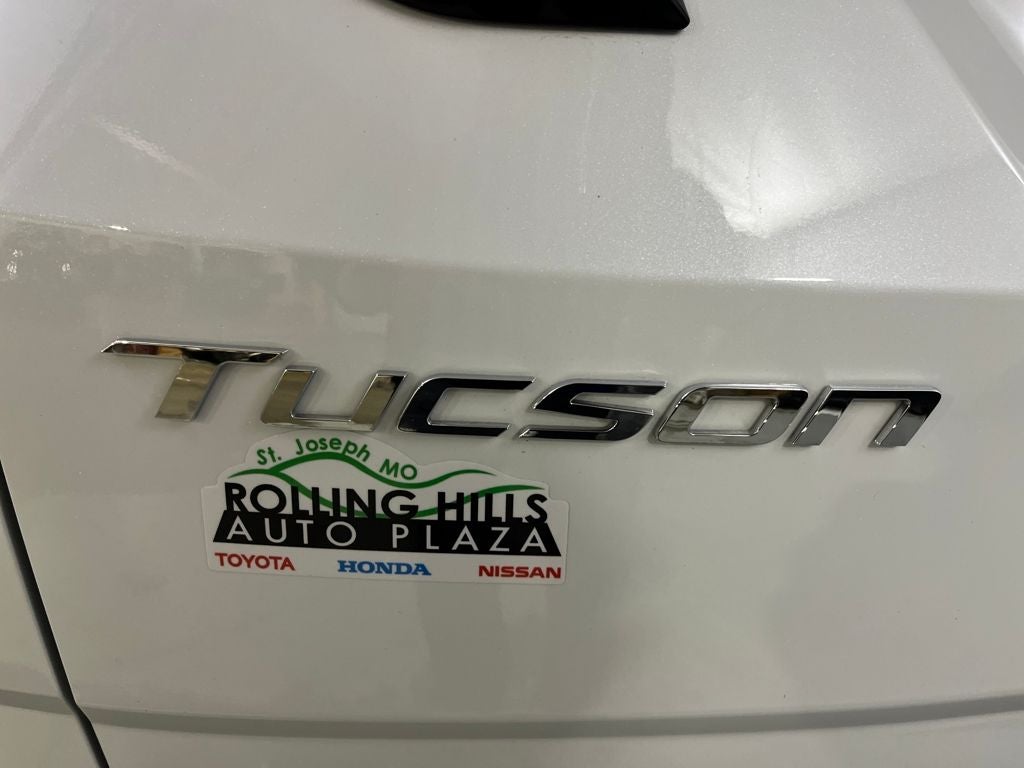 Tucson
St. Joseph MO
ROLLING HILLS
AUTO PLAZA
TOYOTA HONDA NISSAN